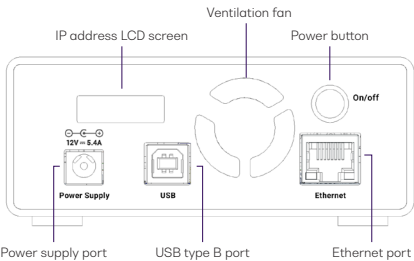 Ventilation fan
IP address LCD screen
Power button
On/off
12V⎓ 5.4A
Power Supply
USB
Ethernet
Power supply port
USB type B port
Ethernet port